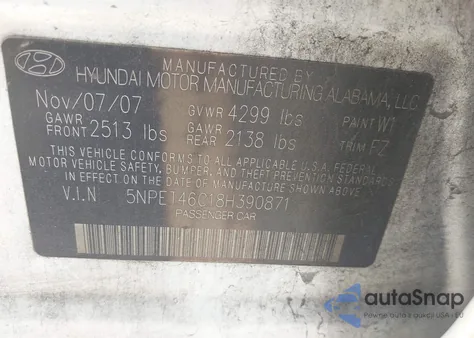 MANUFACTURED BY
HYUNDAI MOTOR MANUFACTURING ALABAMA, LLC
Nov/07/07 GVWR 4299 lbs PAINT WT
GAWR FRONT 2513 lbs GAWR REAR 2138 lbs TRIM FZ
THIS VEHICLE CONFORMS TO ALL APPLICABLE U.S.A. FEDERAL
MOTOR VEHICLE SAFETY, BUMPER, AND THEFT PREVENTION STANDARDS
IN EFFECT ON THE DATE OF MANUFACTURE SHOWN ABOVE.
V.I.N 5NPET46C18H390871
PASSENGER CAR
autoSnap